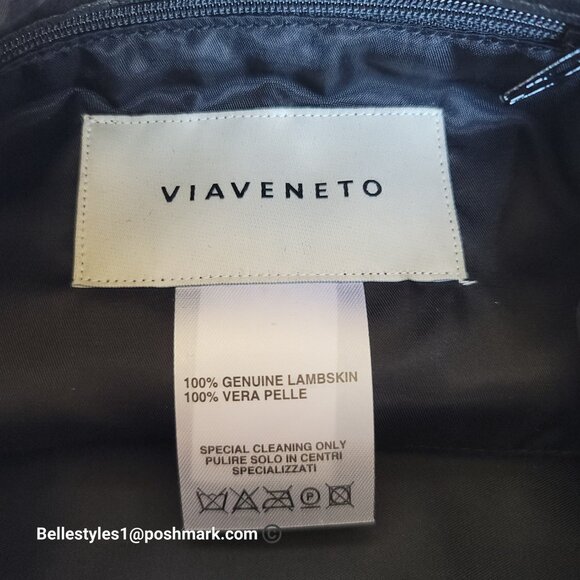 VIAVENETO
100% GENUINE LAMBSKIN
100% VERA PELLE
SPECIAL CLEANING ONLY
PULIRE SOLO IN CENTRI
SPECIALIZZATI
P
Bellestyles1@poshmark.com ©